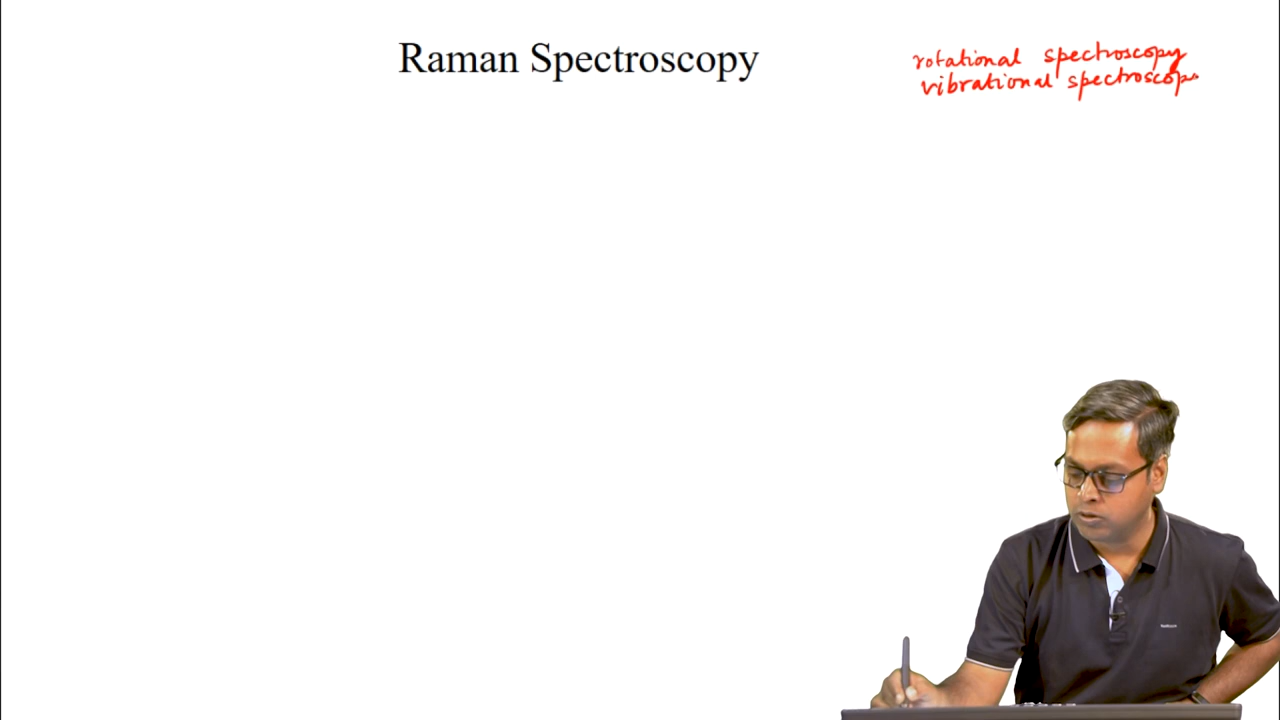 Raman Spectroscopy
rotational spectroscopy
vibrational spectroscop